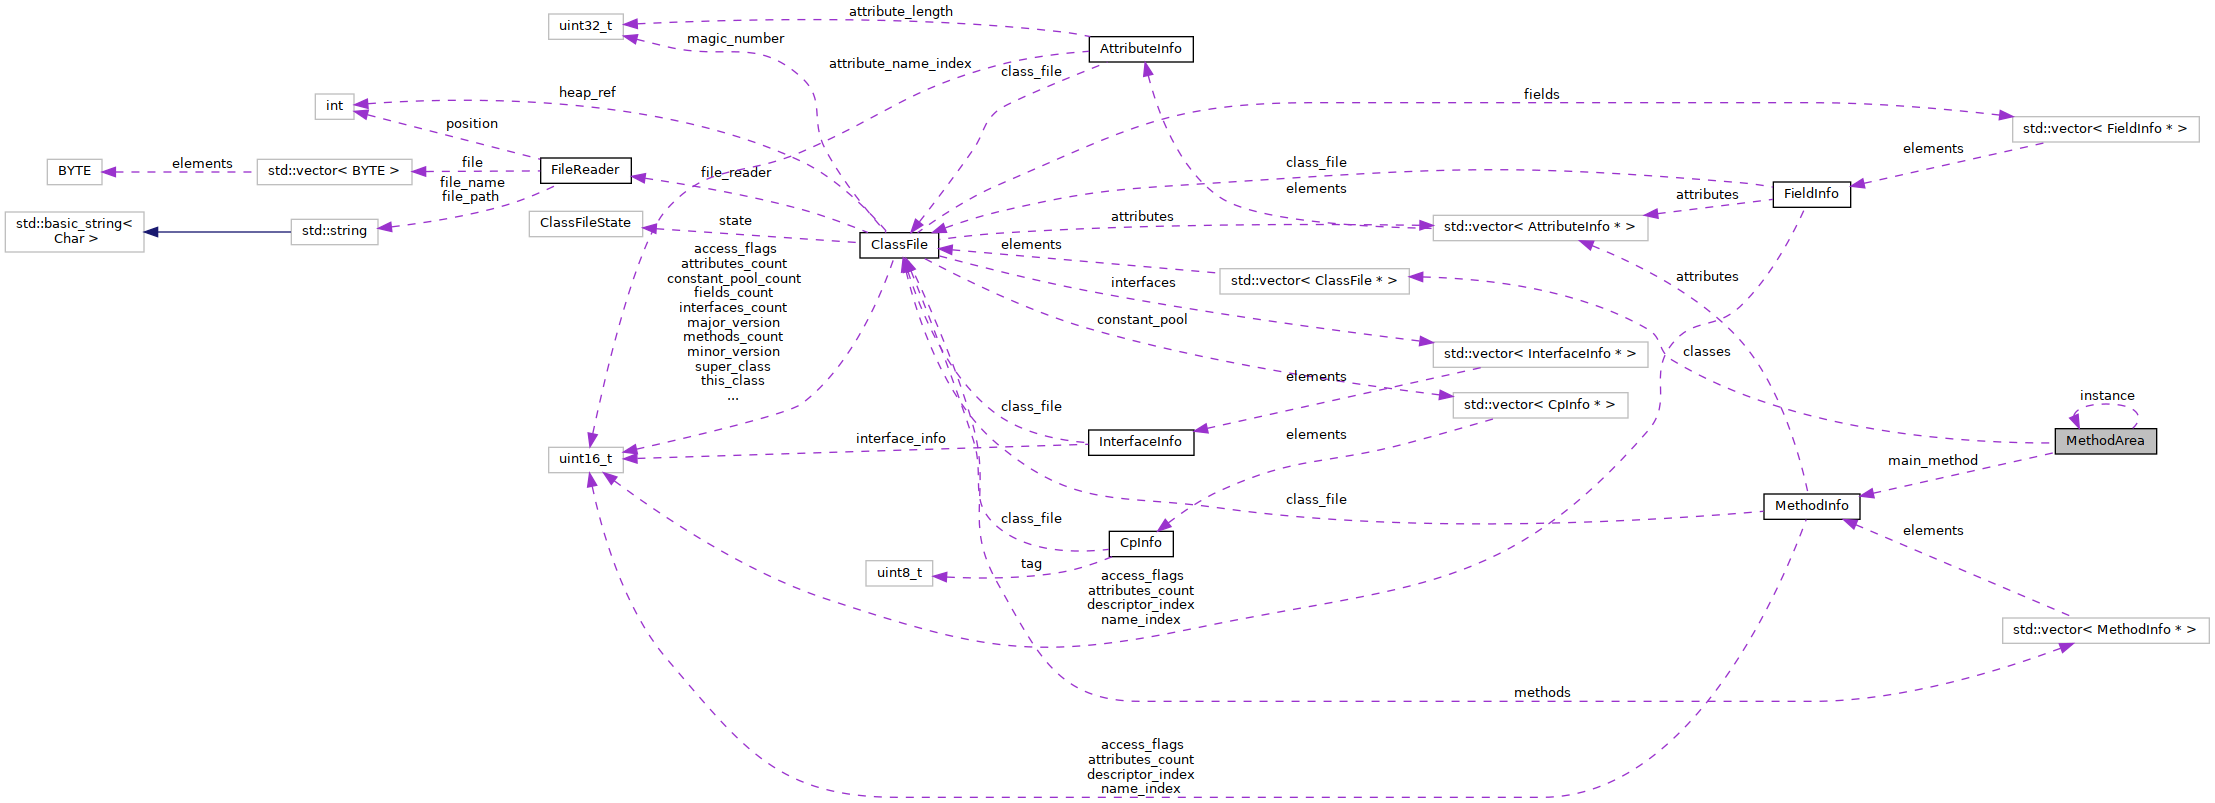 attribute_length
uint32_t
magic_number
AttributeInfo
attribute_name_index
class_file
heap_ref
fields
int
position
std::vector< FieldInfo * >
elements
file
elements
class_file
BYTE
std::vector< BYTE >
FileReader
file_reader
file_name
file_path
elements
attributes
FieldInfo
std::basic_string<
Char >
std::string
ClassFileState
state
attributes
std::vector< AttributeInfo * >
ClassFile
elements
access_flags
attributes_count
constant_pool_count
fields_count
interfaces_count
major_version
methods_count
minor_version
super_class
this_class
...
interfaces
std::vector< ClassFile * >
attributes
constant_pool
std::vector< InterfaceInfo * >
classes
elements
class_file
std::vector< CpInfo * >
instance
interface_info
InterfaceInfo
elements
MethodArea
uint16_t
main_method
class_file
MethodInfo
class_file
CpInfo
elements
uint8_t
tag
access_flags
attributes_count
descriptor_index
name_index
std::vector< MethodInfo * >
methods
access_flags
attributes_count
descriptor_index
name_index